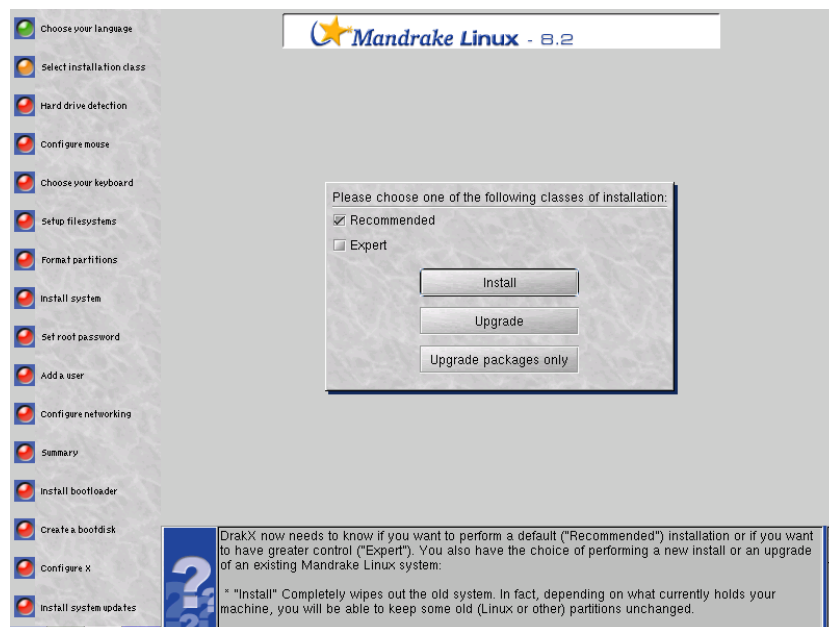 Choose your language
Select installation class
Hard drive detection
Configure mouse
Choose your keyboard
Setup filesystems
Format partitions
Install system
Set root password
Add a user
Configure networking
Summary
Install bootloader
Create a bootdisk
Configure X
Install system updates
Mandrake Linux - 8.2
Please choose one of the following classes of installation:
Recommended
Expert
Install
Upgrade
Upgrade packages only
DrakX now needs to know if you want to perform a default ("Recommended") installation or if you want
to have greater control ("Expert"). You also have the choice of performing a new install or an upgrade
of an existing Mandrake Linux system:
* "Install" Completely wipes out the old system. In fact, depending on what currently holds your
machine, you will be able to keep some old (Linux or other) partitions unchanged.